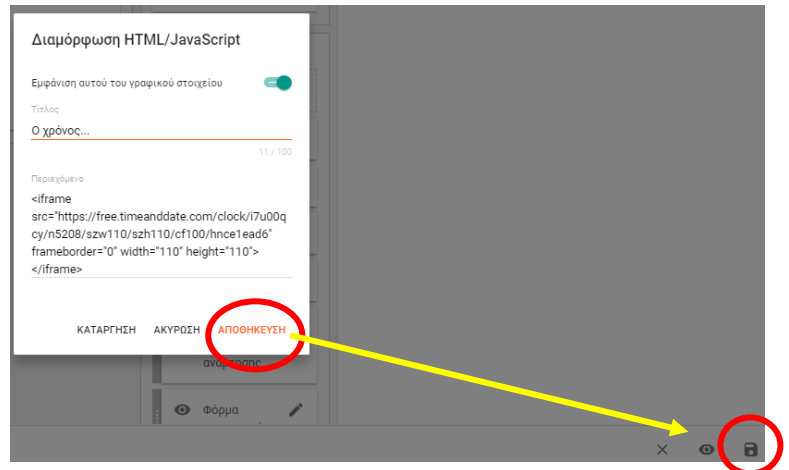 Διαμόρφωση HTML/JavaScript
Εμφάνιση αυτού του γραφικού στοιχείου
Τίτλος
Ο χρόνος...
11 / 100
Περιεχόμενο
<iframe
src="https://free.timeanddate.com/clock/i7u00q
cy/n5208/szw110/szh110/cf100/hnce1ead6"
frameborder="0" width="110" height="110">
</iframe>
ΚΑΤΑΡΓΗΣΗ ΑΚΥΡΩΣΗ ΑΠΟΘΗΚΕΥΣΗ
ανάρτησης
Φόρμα